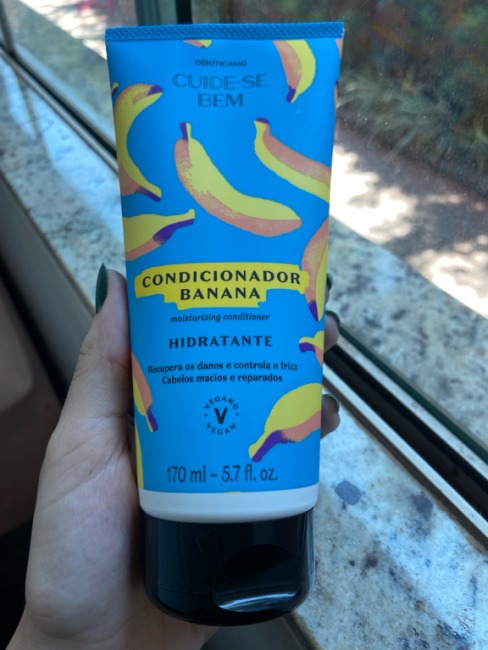 oBOTICÁRIO
CUIDE-SE
BEM
CONDICIONADOR
BANANA
moisturizing conditioner
HIDRATANTE
Recupera os danos e controla o frizz
Cabelos macios e reparados
VEGANO
V
VEGAN
170 ml - 5.7 fl. oz.